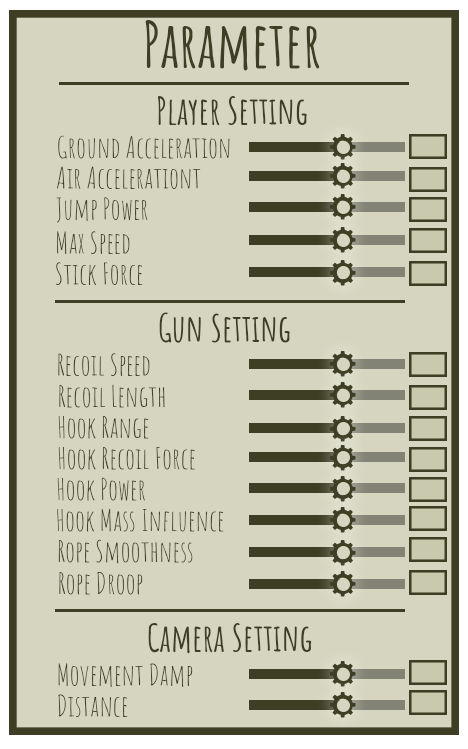 Parameter
Player Setting
Ground Acceleration
Air Accelerationt
Jump Power
Max Speed
Stick Force
Gun Setting
Recoil Speed
Recoil Length
Hook Range
Hook Recoil Force
Hook Power
Hook Mass Influence
Rope Smoothness
Rope Droop
Camera Setting
Movement Damp
Distance